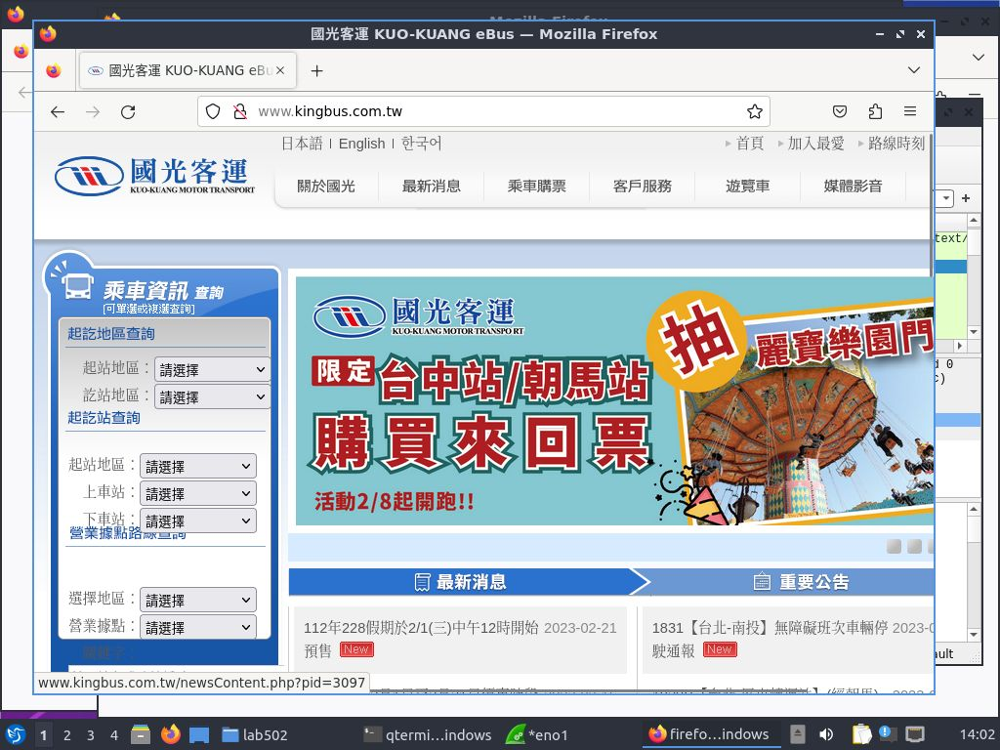 Mozilla Firefox
國光客運 KUO-KUANG eBus — Mozilla Firefox
國光客運 KUO-KUANG eBu
www.kingbus.com.tw
日本語 | English | 한국어
首頁 加入最愛 路線時刻
國光客運
KUO-KUANG MOTOR TRANSPORT
關於國光 最新消息 乘車購票 客戶服務 遊覽車 媒體影音
乘車資訊 查詢
[可單選或複選查詢]
起訖地區查詢
起站地區： 請選擇
訖站地區： 請選擇
起訖站查詢
起站地區： 請選擇
上車站： 請選擇
下車站： 請選擇
營業據點路線查詢
選擇地區： 請選擇
營業據點： 請選擇
關鍵字：
國光客運
KUO-KUANG MOTOR TRANSPORT
限定 台中站/朝馬站
購買來回票
活動2/8起開跑!!
抽
麗寶樂園門
最新消息
重要公告
112年228假期於2/1(三)中午12時開始 2023-02-21
預售 New
1831【台北-南投】無障礙班次車輛停 2023-0
駛通報 New
www.kingbus.com.tw/newsContent.php?pid=3097
text/
d 0
c)
ault
1 2 3 4
lab502
qtermi...indows
*eno1
firefo...indows
14:02